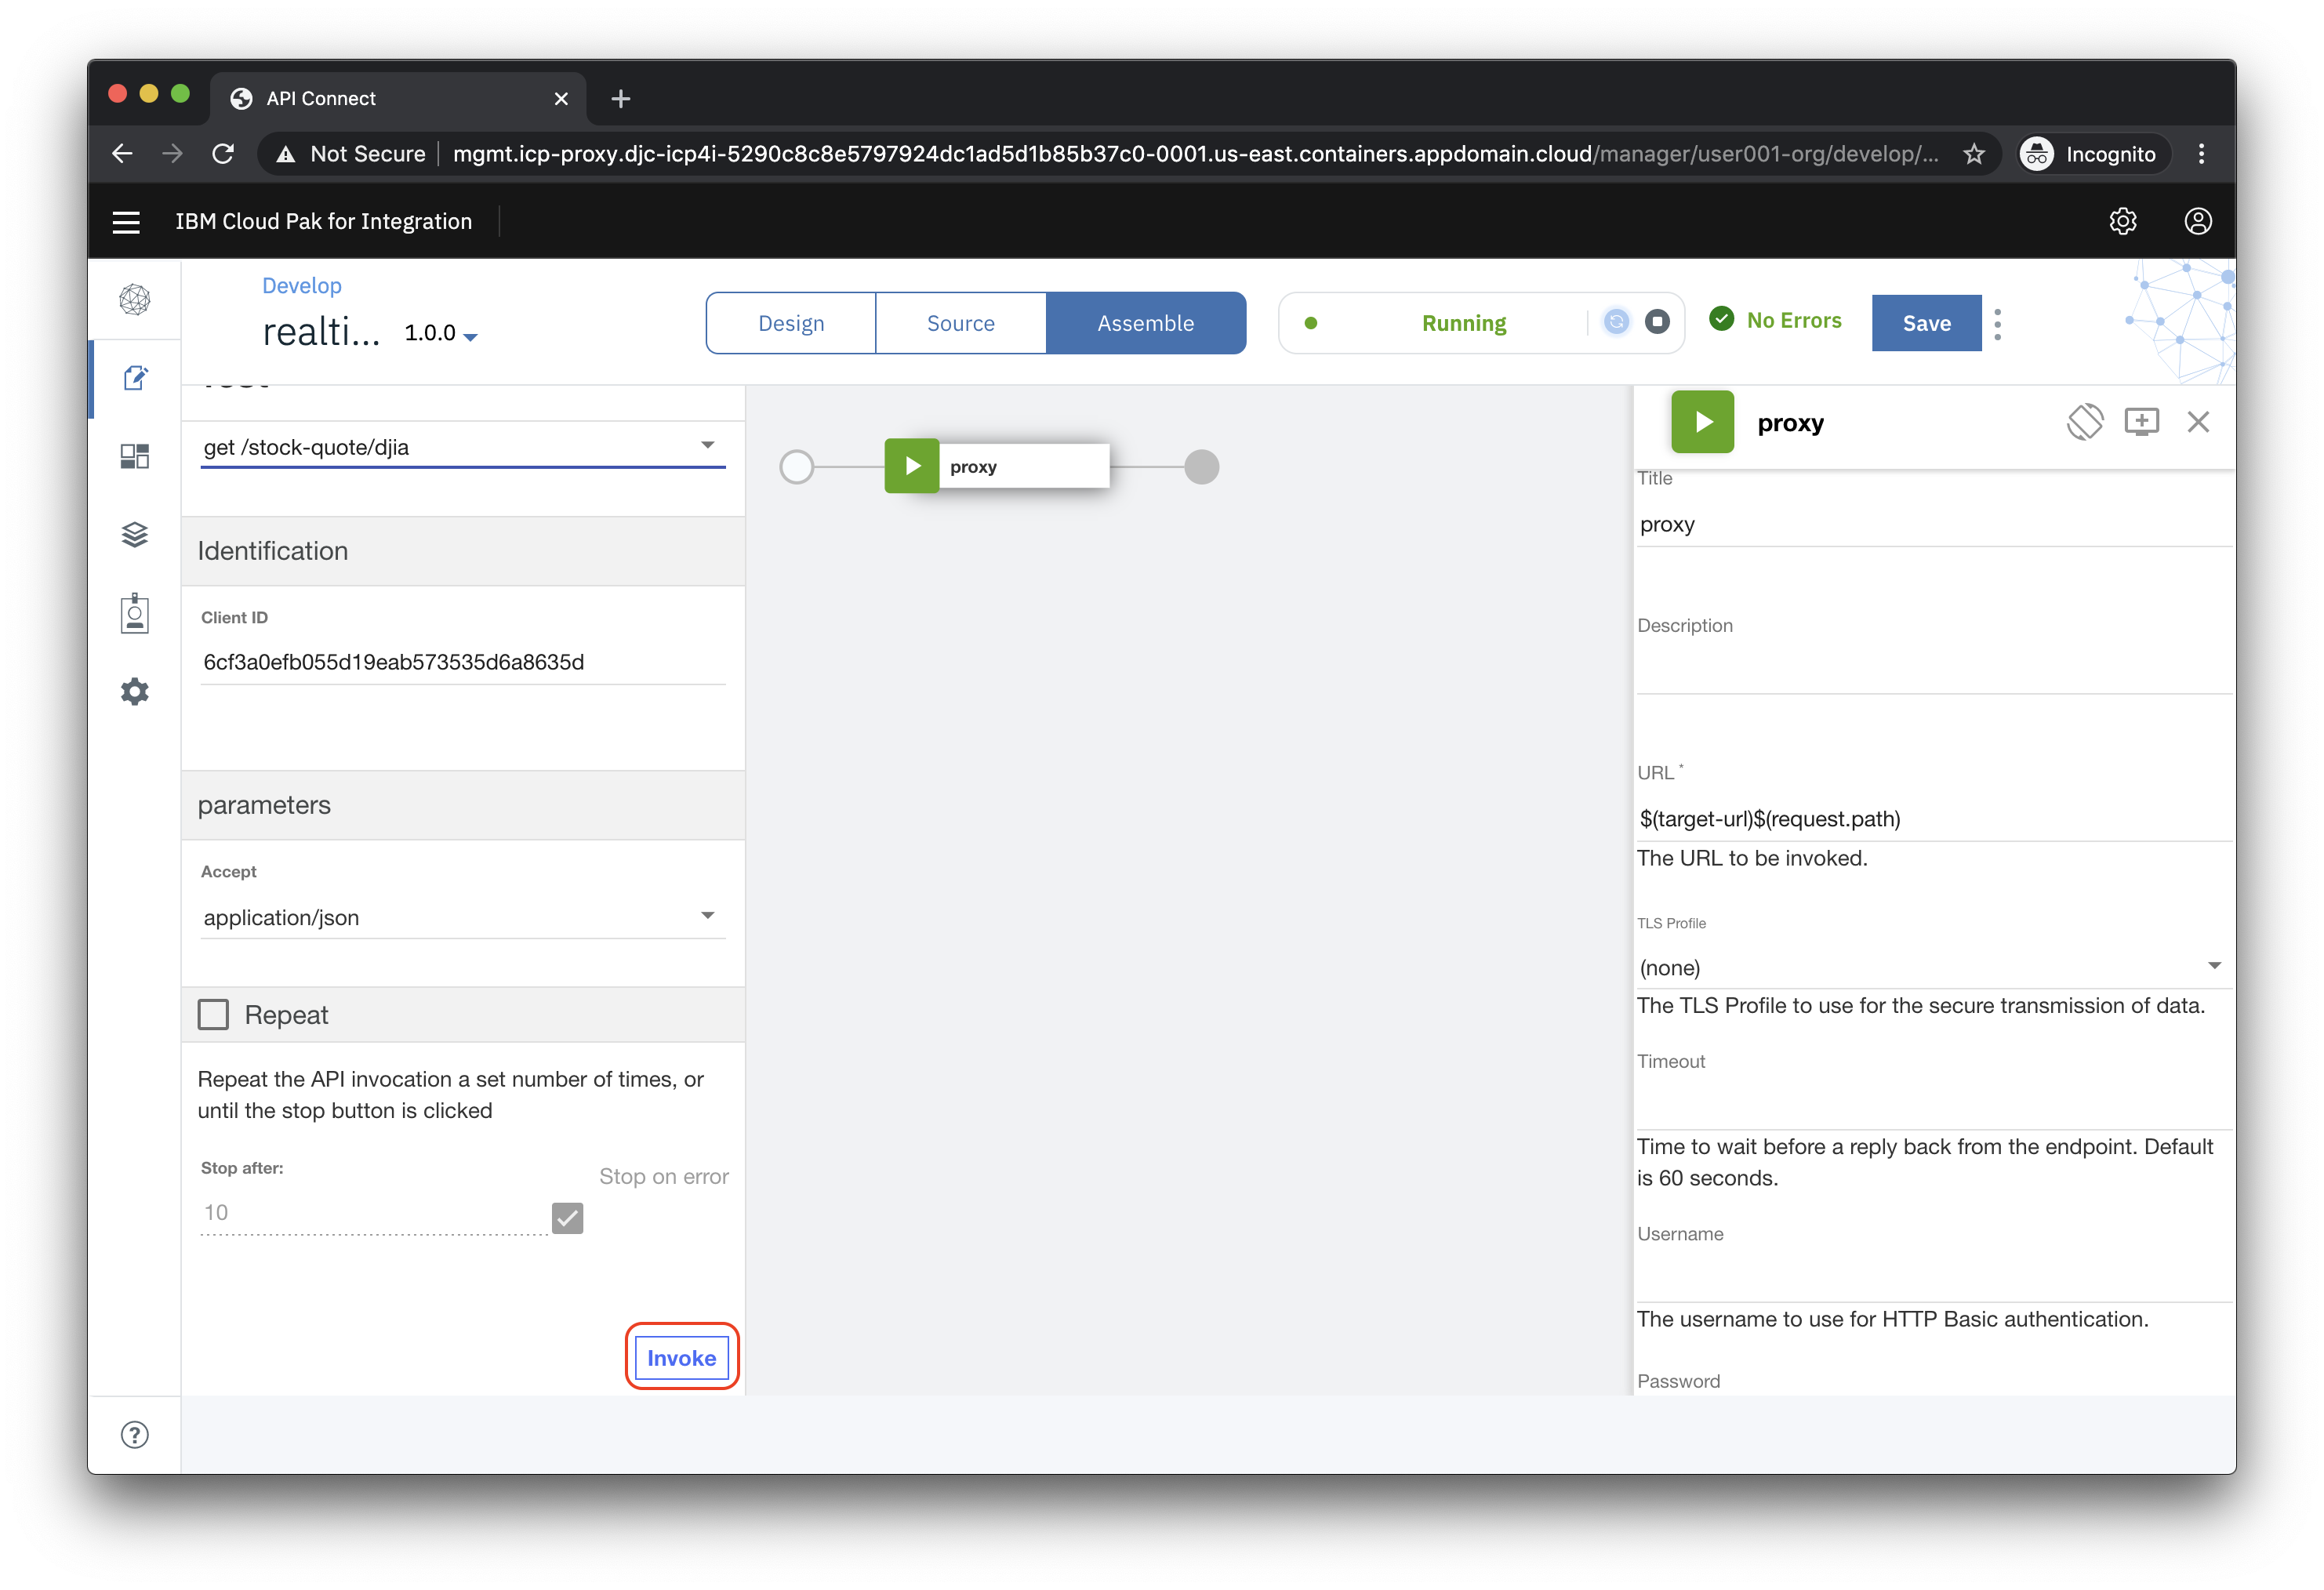 API Connect
Not Secure
mgmt.icp-proxy.djc-icp4i-5290c8c8e5797924dc1ad5d1b85b37c0-0001.us-east.containers.appdomain.cloud/manager/user001-org/develop/...
Incognito
IBM Cloud Pak for Integration
Develop
realti... 1.0.0
Design
Source
Assemble
Running
No Errors
Save
get /stock-quote/djia
Identification
Client ID
6cf3a0efb055d19eab573535d6a8635d
parameters
Accept
application/json
Repeat
Repeat the API invocation a set number of times, or
until the stop button is clicked
Stop after:
Stop on error
10
Invoke
proxy
proxy
Title
proxy
Description
URL *
$(target-url)$(request.path)
The URL to be invoked.
TLS Profile
(none)
The TLS Profile to use for the secure transmission of data.
Timeout
Time to wait before a reply back from the endpoint. Default
is 60 seconds.
Username
The username to use for HTTP Basic authentication.
Password